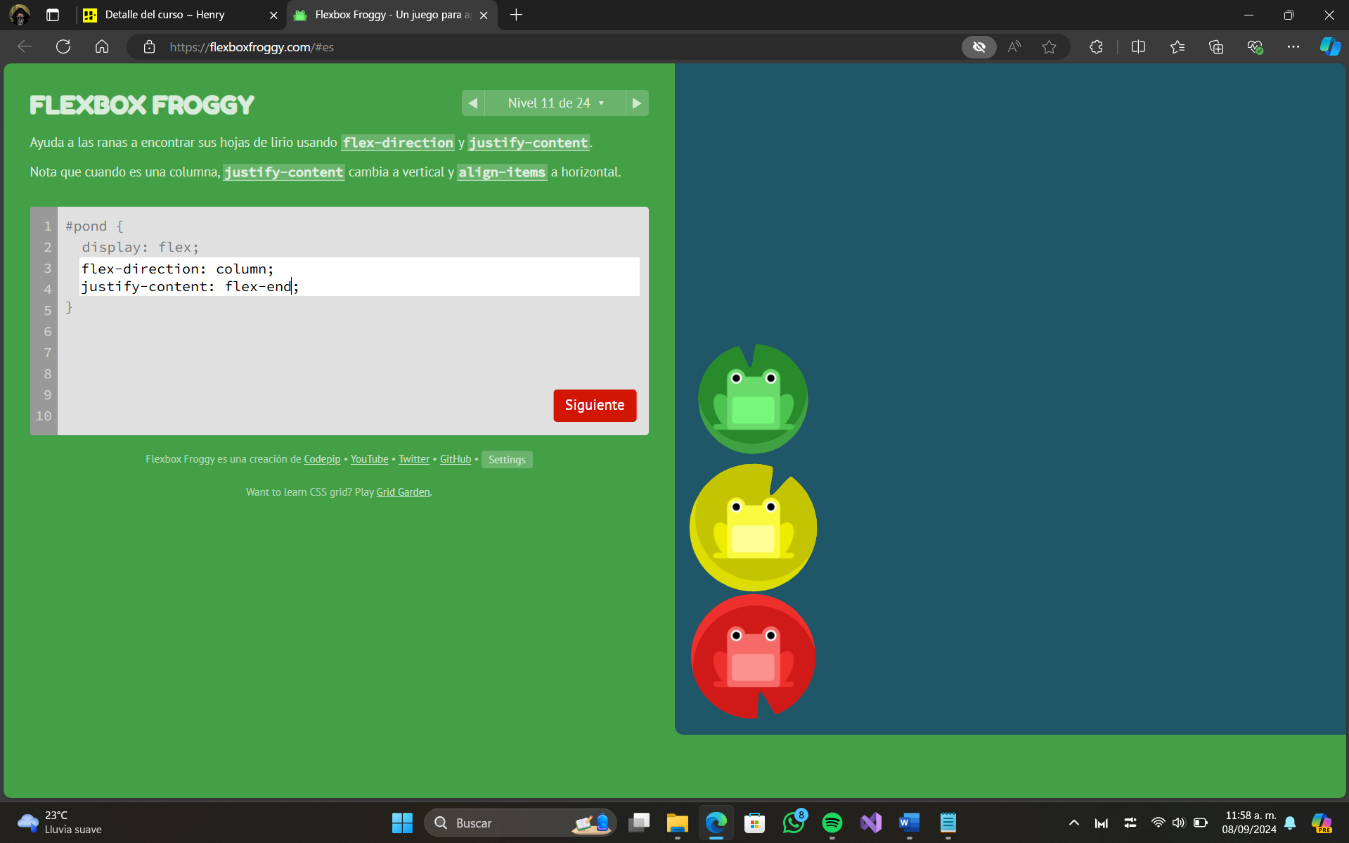 Detalle del curso – Henry
Flexbox Froggy - Un juego para a
https://flexboxfroggy.com/#es
FLEXBOX FROGGY
Nivel 11 de 24
Ayuda a las ranas a encontrar sus hojas de lirio usando flex-direction y justify-content.
Nota que cuando es una columna, justify-content cambia a vertical y align-items a horizontal.
1 #pond {
2 display: flex;
3 flex-direction: column;
4 justify-content: flex-end;
5 }
6
7
8
9
10
Siguiente
Flexbox Froggy es una creación de Codepip • YouTube • Twitter • GitHub • Settings
Want to learn CSS grid? Play Grid Garden.
23°C
Lluvia suave
Buscar
8
11:58 a. m.
08/09/2024
PRE